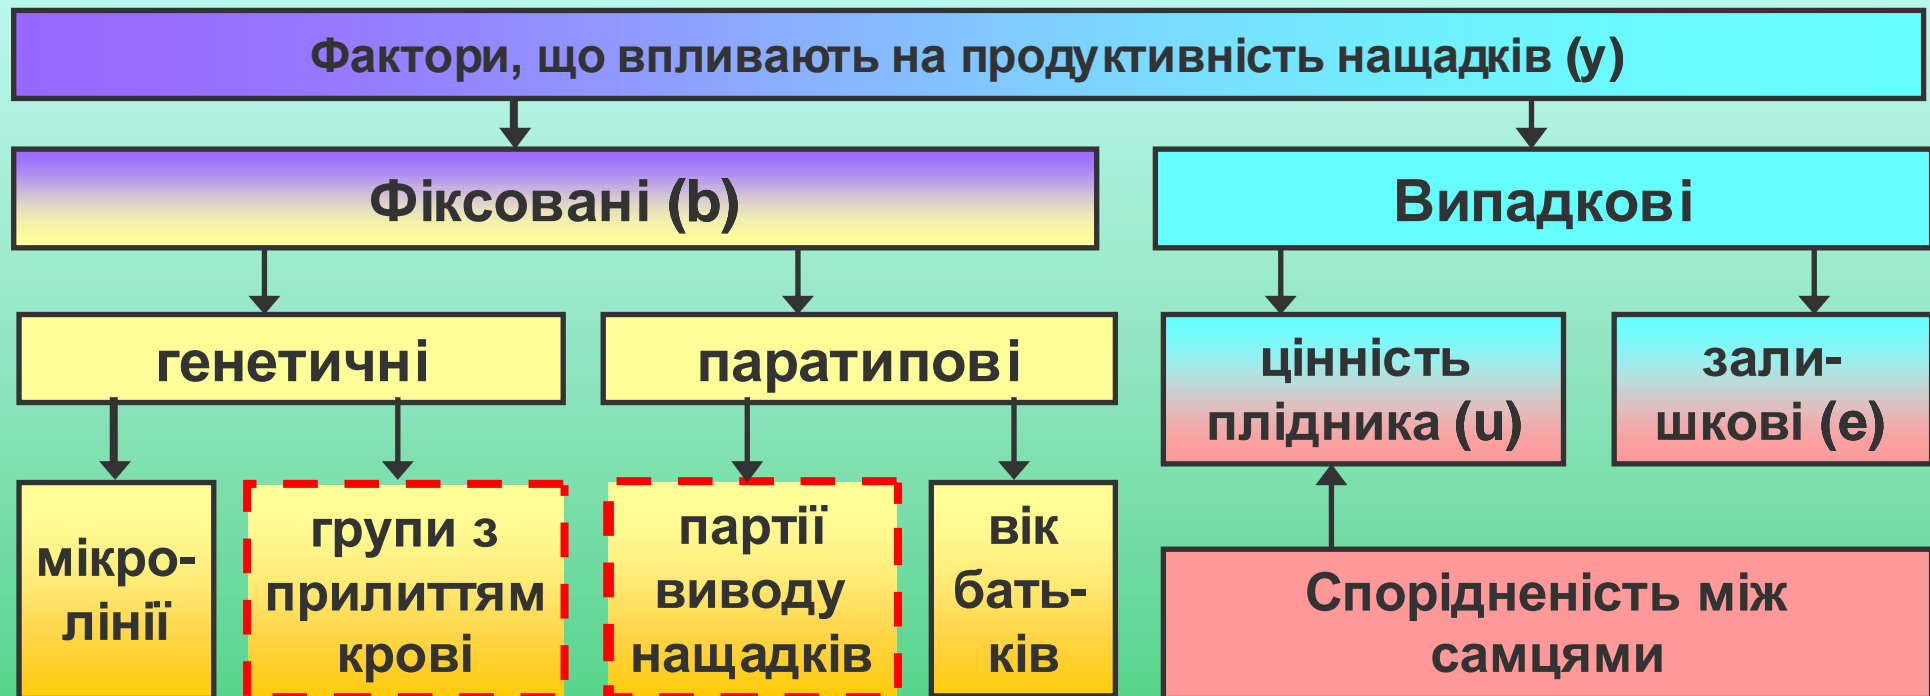 Фактори, що впливають на продуктивність нащадків (y)
Фіксовані (b)
Випадкові
генетичні
паратипові
цінність
плідника (u)
зали-
шкові (e)
мікро-
лінії
групи з
прилиттям
крові
партії
виводу
нащадків
вік
бать-
ків
Спорідненість між
самцями